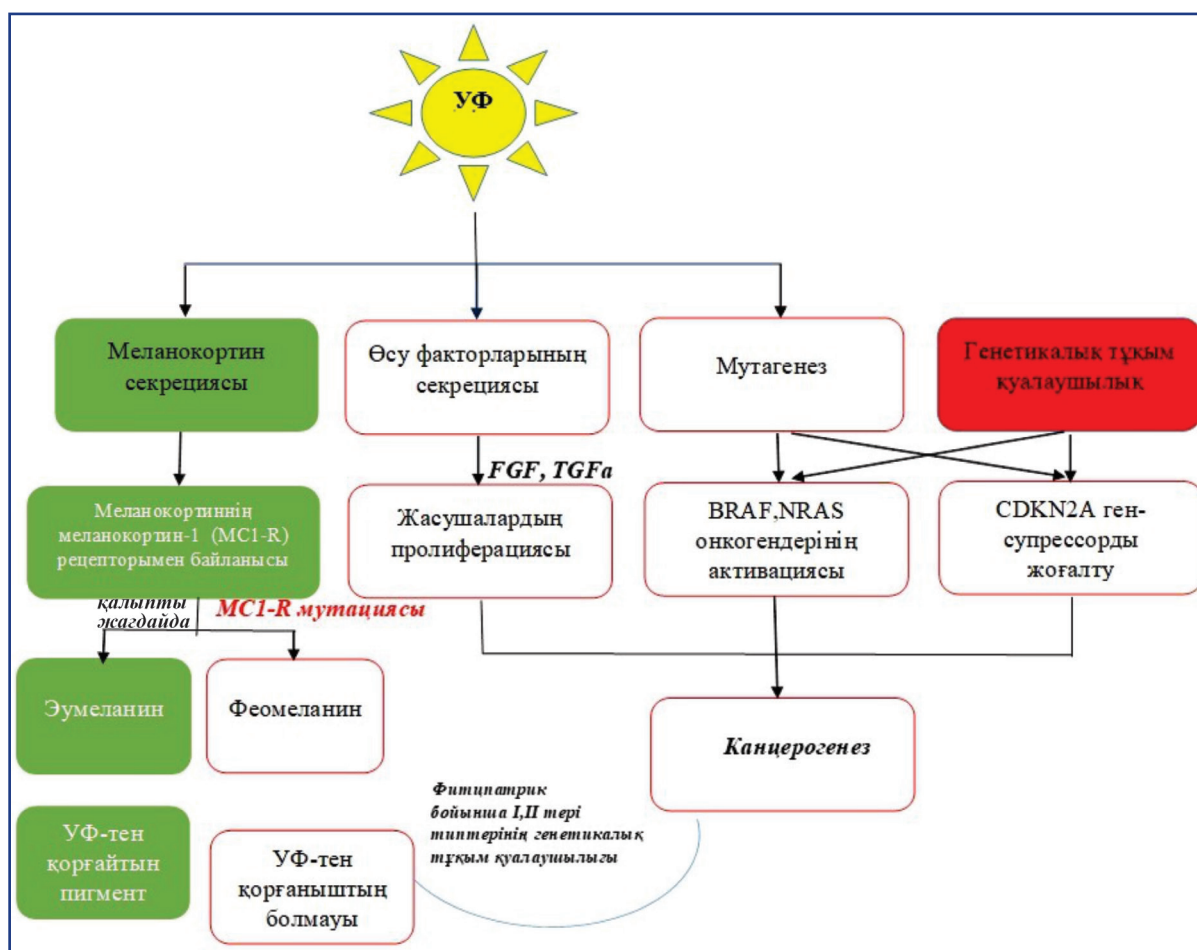 УФ
Меланокортин
секрециясы
Өсу факторларының
секрециясы
Мутагенез
Генетикалық тұқым
қуалаушылық
FGF, TGFa
Меланокортиннің
меланокортин-1 (MC1-R)
рецепторымен байланысы
Жасушалардың
пролиферациясы
BRAF,NRAS
онкогендерінің
активациясы
CDKN2A ген-
супрессорды
жоғалту
қалыпты
жағдайда
MC1-R мутациясы
Эумеланин
Феомеланин
Канцерогенез
Фитцпатрик
бойынша I,II тері
типтерінің генетикалық
тұқым қуалаушылығы
УФ-тен
қорғайтын
пигмент
УФ-тен
қорғаныштың
болмауы